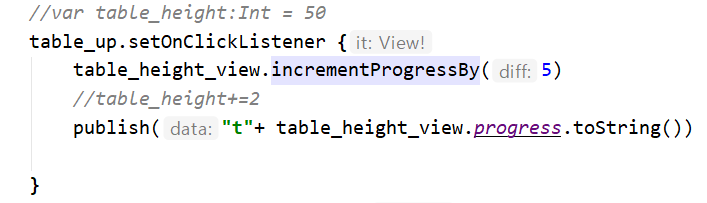 //var table_height:Int = 50
table_up.setOnClickListener { it: View!
table_height_view.incrementProgressBy( diff: 5)
//table_height+=2
publish( data: "t"+ table_height_view.progress.toString())
}